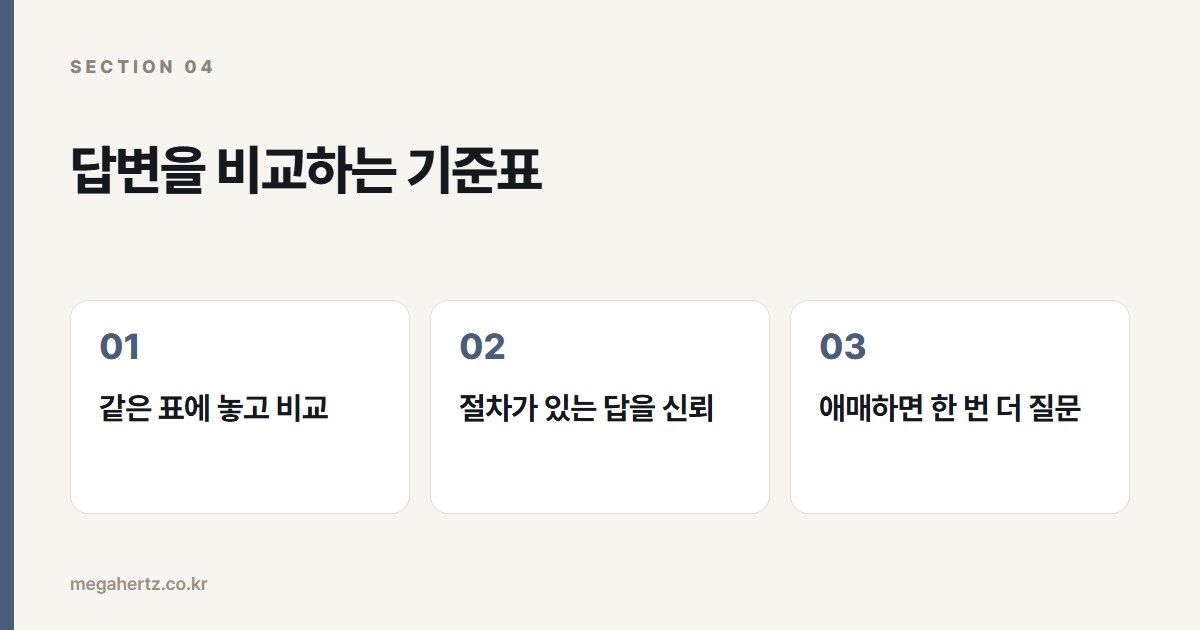 SECTION 04
답변을 비교하는 기준표
01
같은 표에 놓고 비교
02
절차가 있는 답을 신뢰
03
애매하면 한 번 더 질문
megahertz.co.kr